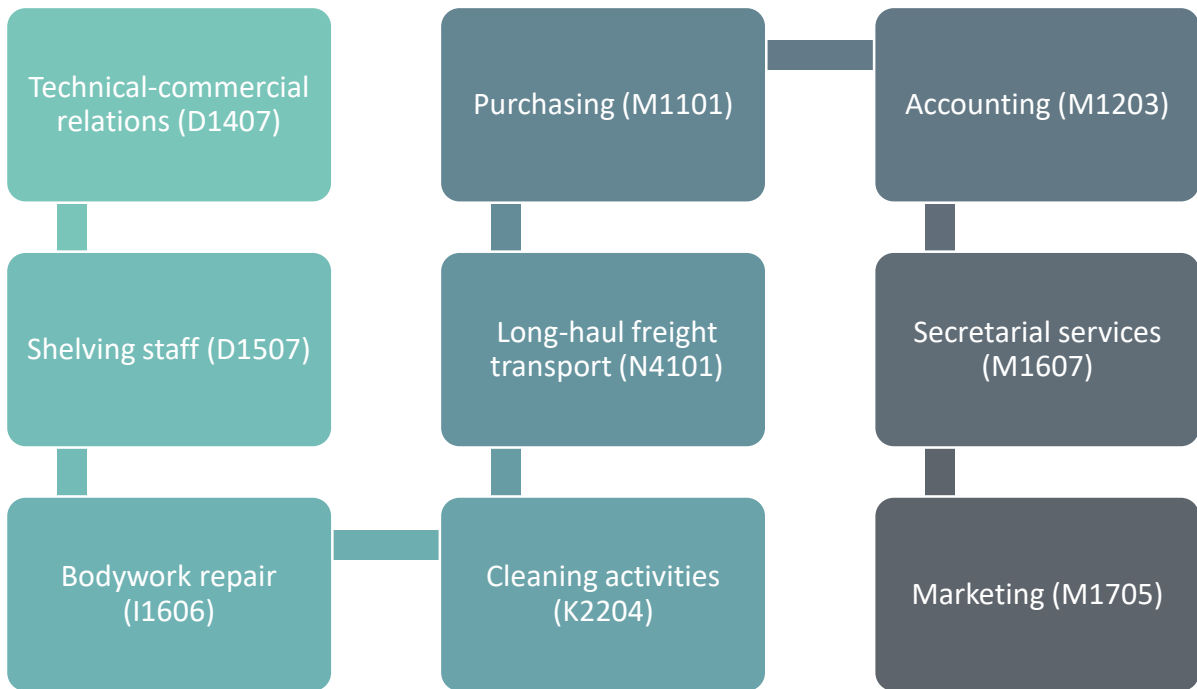 Technical-commercial
relations (D1407)
Shelving staff (D1507)
Bodywork repair
(I1606)
Cleaning activities
(K2204)
Long-haul freight
transport (N4101)
Purchasing (M1101)
Accounting (M1203)
Secretarial services
(M1607)
Marketing (M1705)